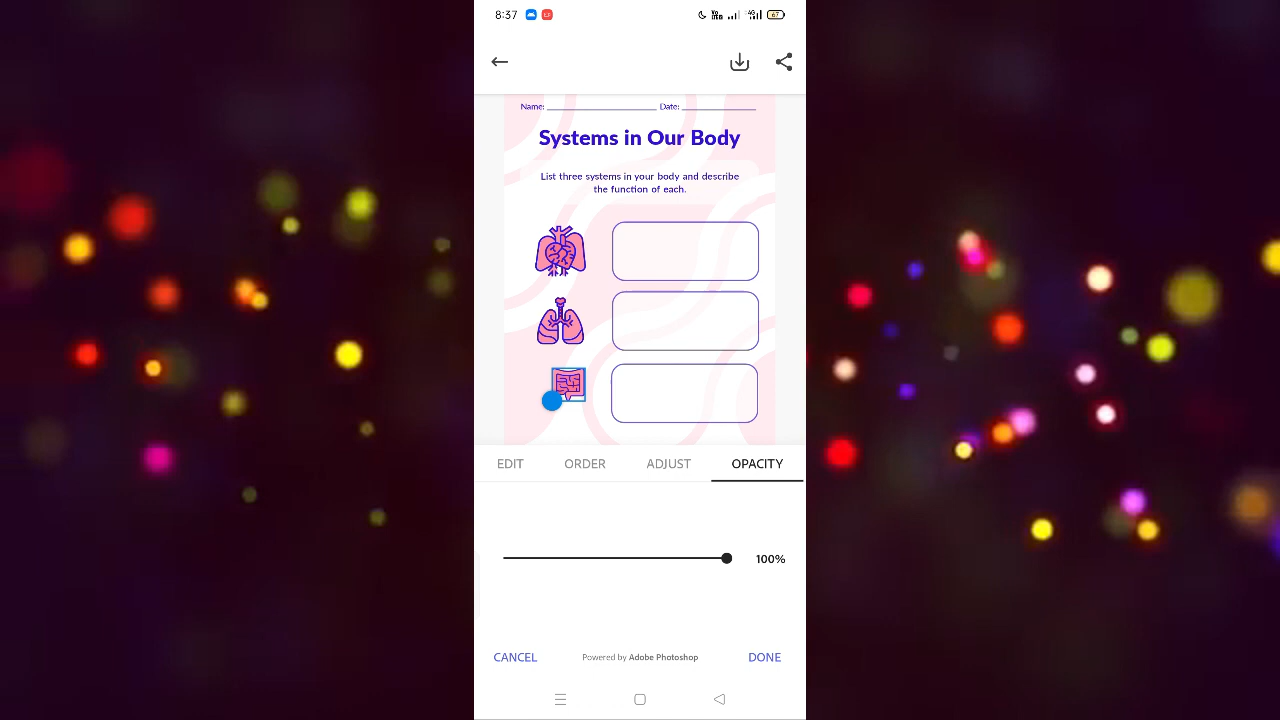 8:37
67
Name: Date:
Systems in Our Body
List three systems in your body and describe
the function of each.
EDIT ORDER ADJUST OPACITY
100%
CANCEL Powered by Adobe Photoshop DONE